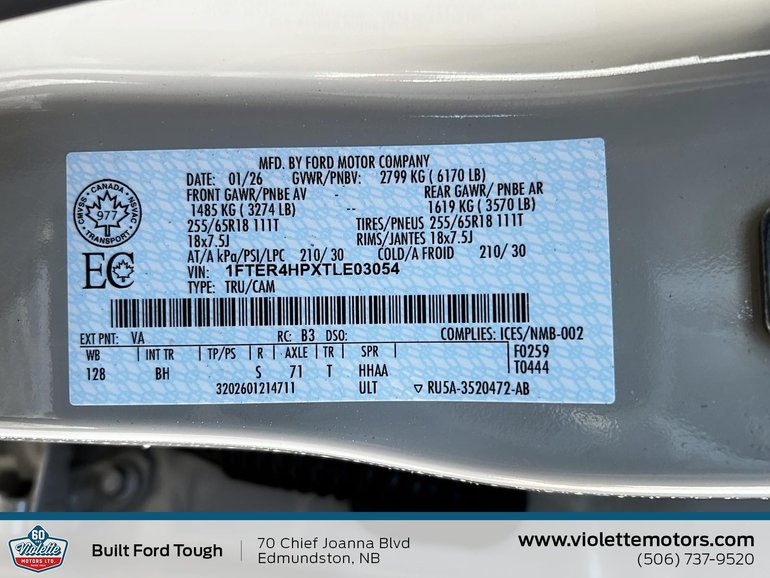 MFD. BY FORD MOTOR COMPANY
DATE: 01/26 GVWR/PNBV: 2799 KG ( 6170 LB)
FRONT GAWR/PNBE AV REAR GAWR/ PNBE AR
1485 KG ( 3274 LB) -- 1619 KG ( 3570 LB)
255/65R18 111T TIRES/PNEUS 255/65R18 111T
18x7.5J RIMS/JANTES 18x7.5J
AT/A kPa/PSI/LPC 210/ 30 COLD/A FROID 210/ 30
VIN: 1FTER4HPXTLE03054
TYPE: TRU/CAM
CANADA
CMVSS NSVAC
977
TRANSPORT
EC
EXT PNT: VA RC: B3 DSO: COMPLIES: ICES/NMB-002
WB INT TR TP/PS R AXLE TR SPR F0259
128 BH S 71 T HHAA T0444
3202601214711 ULT ▽ RU5A-3520472-AB
60
Violette
MOTORS LTD.
Built Ford Tough
70 Chief Joanna Blvd
Edmundston, NB
www.violettemotors.com
(506) 737-9520